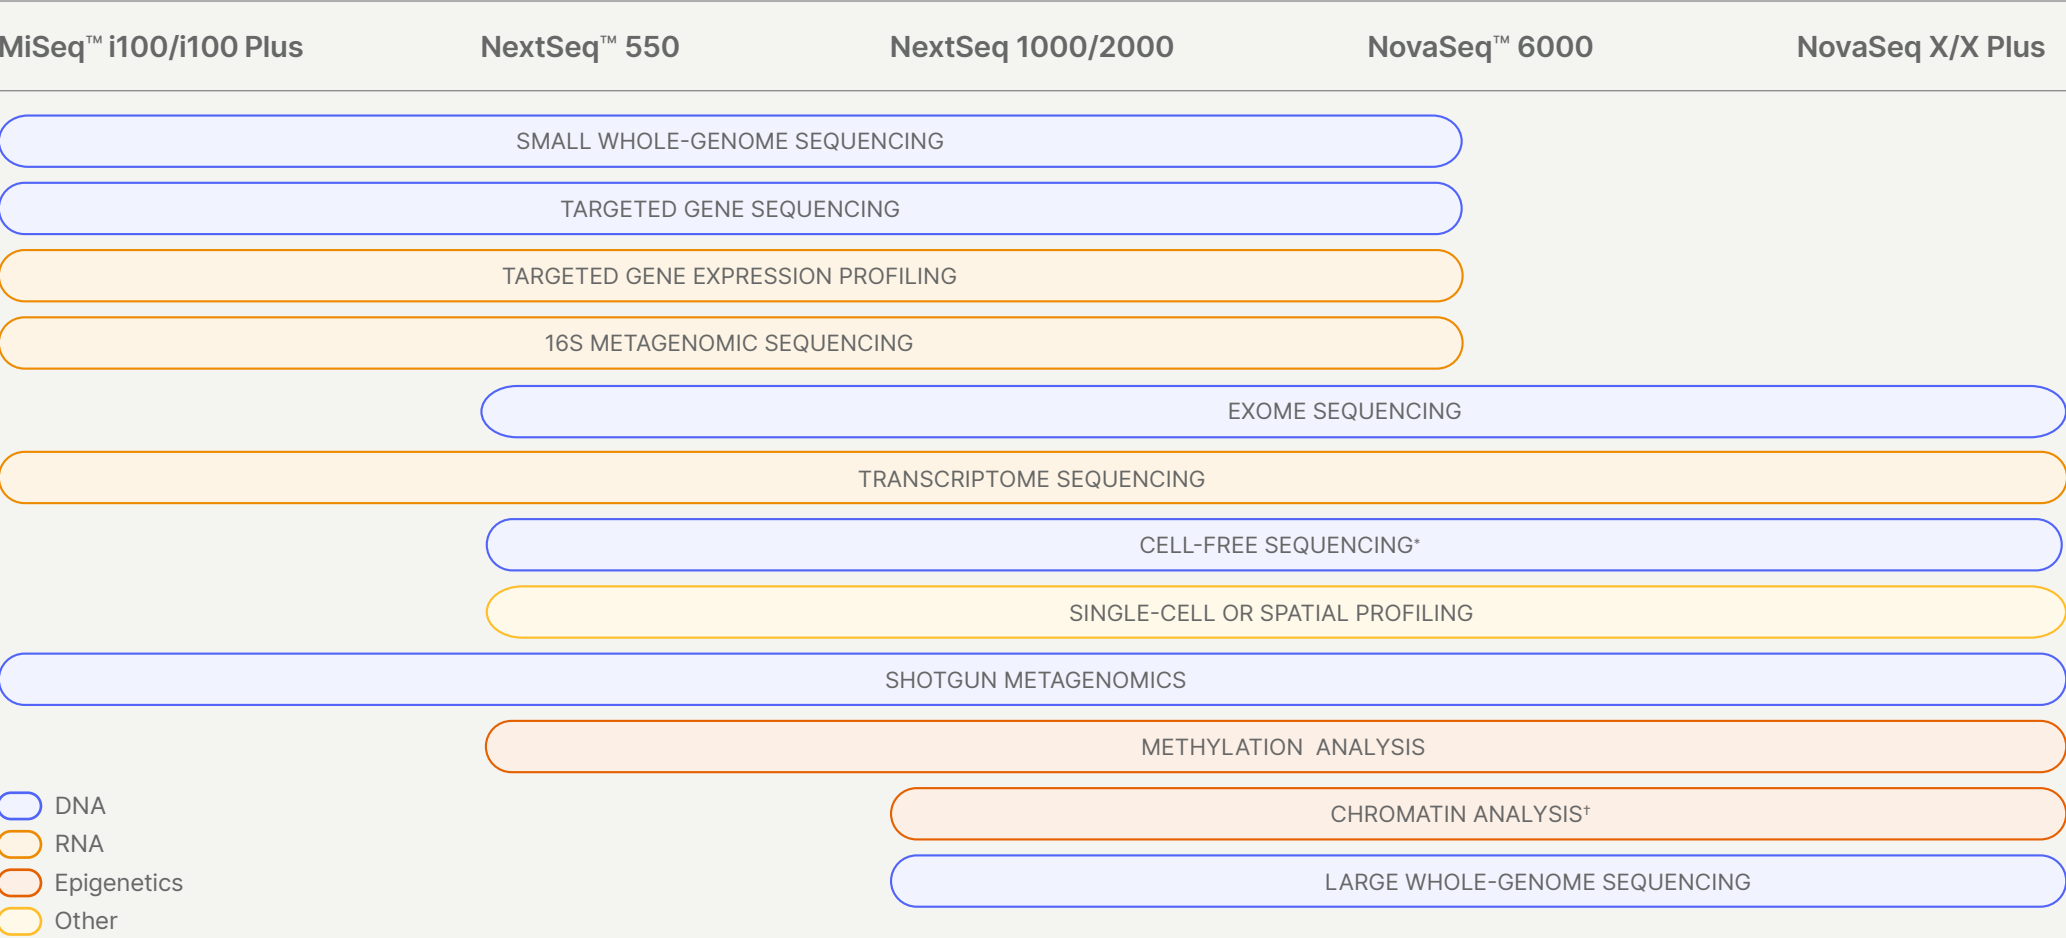 MiSeq™ i100/i100 Plus NextSeq™ 550 NextSeq 1000/2000 NovaSeq™ 6000 NovaSeq X/X Plus
SMALL WHOLE-GENOME SEQUENCING
TARGETED GENE SEQUENCING
TARGETED GENE EXPRESSION PROFILING
16S METAGENOMIC SEQUENCING
EXOME SEQUENCING
TRANSCRIPTOME SEQUENCING
CELL-FREE SEQUENCING*
SINGLE-CELL OR SPATIAL PROFILING
SHOTGUN METAGENOMICS
METHYLATION ANALYSIS
CHROMATIN ANALYSIS†
LARGE WHOLE-GENOME SEQUENCING
DNA
RNA
Epigenetics
Other